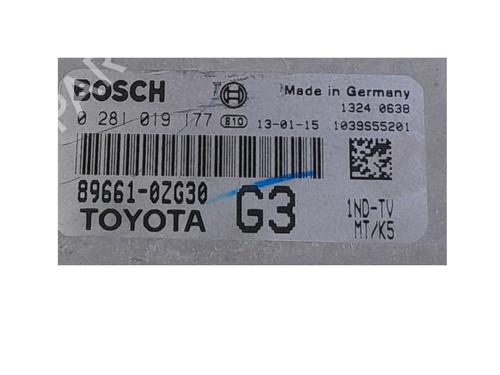 BOSCH
Made in Germany
1324 0638
0 281 019 177 B10 13-01-15 1039S55201
89661-0ZG30
TOYOTA G3
1ND-TV
MT/K5